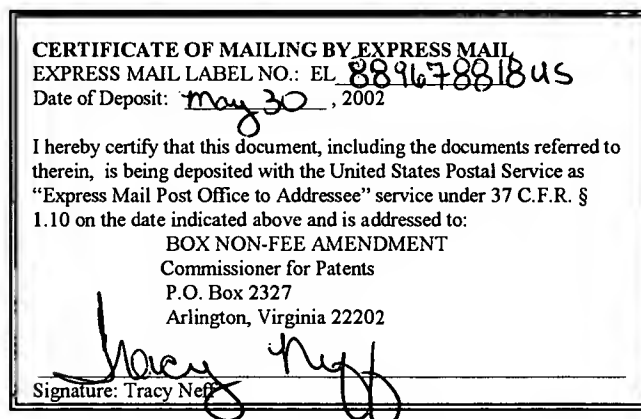 CERTIFICATE OF MAILING BY EXPRESS MAIL
EXPRESS MAIL LABEL NO.: EL 889678818US
Date of Deposit: May 30, 2002
I hereby certify that this document, including the documents referred to
therein, is being deposited with the United States Postal Service as
“Express Mail Post Office to Addressee” service under 37 C.F.R. §
1.10 on the date indicated above and is addressed to:
BOX NON-FEE AMENDMENT
Commissioner for Patents
P.O. Box 2327
Arlington, Virginia 22202
Tracy Neff
Signature: Tracy Neff